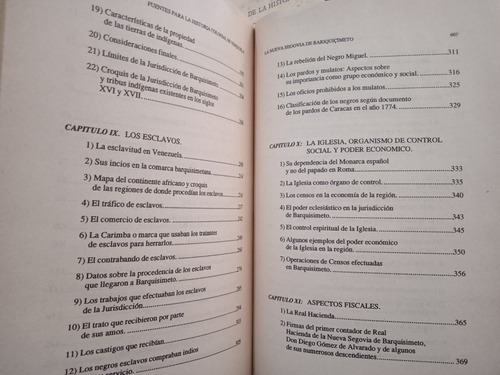 FUENTES PARA LA HISTORIA COLONIAL DE
19) Características de la propiedad
de las tierras de indígenas.
20) Consideraciones finales.
21) Límites de la Jurisdicción de Barquisimeto
22) Croquis de la Jurisdicción de Barquisimeto
y tribus indígenas existentes en los siglos
XVI y XVII.
CAPITULO IX. LOS ESCLAVOS.
1) La esclavitud en Venezuela.
2) Sus incios en la comarca barquisimetana
3) Mapa del continente africano y croquis
de las regiones de donde procedían los esclavos
4) El tráfico de esclavos.
5) El comercio de esclavos.
6) La Carimba o marca que usaban los tratantes
de esclavos para herrarlos.
7) El contrabando de esclavos.
8) Datos sobre la procedencia de los esclavos
que llegaron a Barquisimeto.
9) Los trabajos que efectuaban los esclavos
de la Jurisdicción.
10) El trato que recibieron por parte
de sus amos.
11) Los castigos que recibían.
12) Los negros esclavos compraban indios
servicio.
DE LA HISTOR
LA NUEVA SEGOVIA DE BARIQUIÇIMETO
13) La rebelión del Negro Miguel. 311
14) Los pardos y mulatos: Aspectos sobre
su importancia como grupo económico y social. 316
15) Los oficios prohibidos a los mulatos. 325
16) Clasificación de los negros según documento
de los pardos de Caracas en el año 1774. 329
CAPITULO X: LA IGLESIA, ORGANISMO DE CONTROL
SOCIAL Y PODER ECONOMICO.
1) Su dependencia del Monarca español
y no del papado en Roma 333
2) La Iglesia como órgano de control. 335
3) Los censos en la economía de la región. 340
4) El poder eclesiástico en la jurisdicción
de Barquisimeto. 343
5) El control espiritual de la Iglesia. 345
6) Algunos ejemplos del poder económico
de la Iglesia en la región. 350
7) Operaciones de Censos efectuadas
en Barquisimeto. 356
CAPITULO XI: ASPECTOS FISCALES.
1) La Real Hacienda. 365
2) Firmas del primer contador de Real
Hacienda de la Nueva Segovia de Barquisimeto,
Don Diego Gómez de Alvarado y de algunos
de sus numerosos descendientes. 369